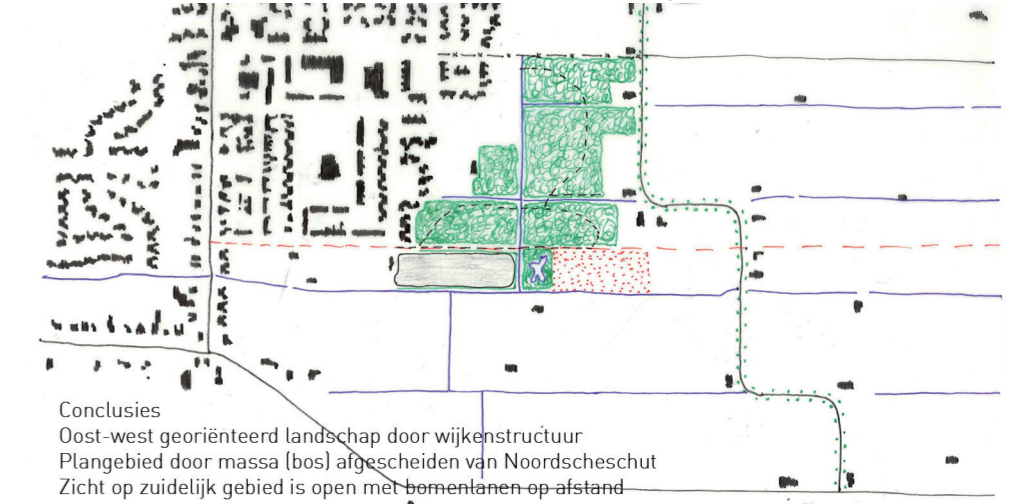 Conclusies
Oost-west georiënteerd landschap door wijkenstructuur
Plangebied door massa (bos) afgescheiden van Noordscheschut
Zicht op zuidelijk gebied is open met bomenlanen op afstand